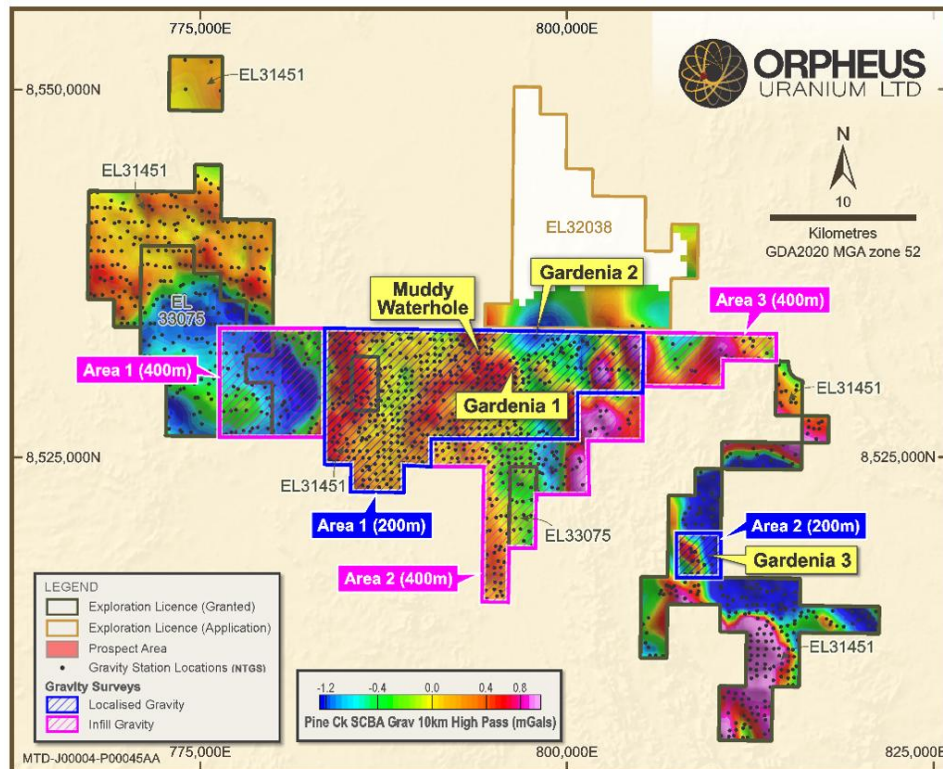 775,000E
800,000E
EL31451
8,550,000N
ORPHEUS
URANIUM LTD
N
10
Kilometres
GDA2020 MGA zone 52
EL31451
EL32038
Gardenia 2
Muddy
Waterhole
EL
33075
Area 3 (400m)
Area 1 (400m)
Gardenia 1
EL31451
8,525,000N
8,525,000N
EL31451
Area 1 (200m)
EL33075
Area 2 (200m)
Gardenia 3
Area 2 (400m)
EL31451
LEGEND
Exploration Licence (Granted)
Exploration Licence (Application)
Prospect Area
Gravity Station Locations (NTGS)
Gravity Surveys
Localised Gravity
Infill Gravity
-1.2 -0.4 0.0 0.4 0.8
Pine Ck SCBA Grav 10km High Pass (mGals)
MTD-J00004-P00045AA
775,000E
800,000E
825,000E